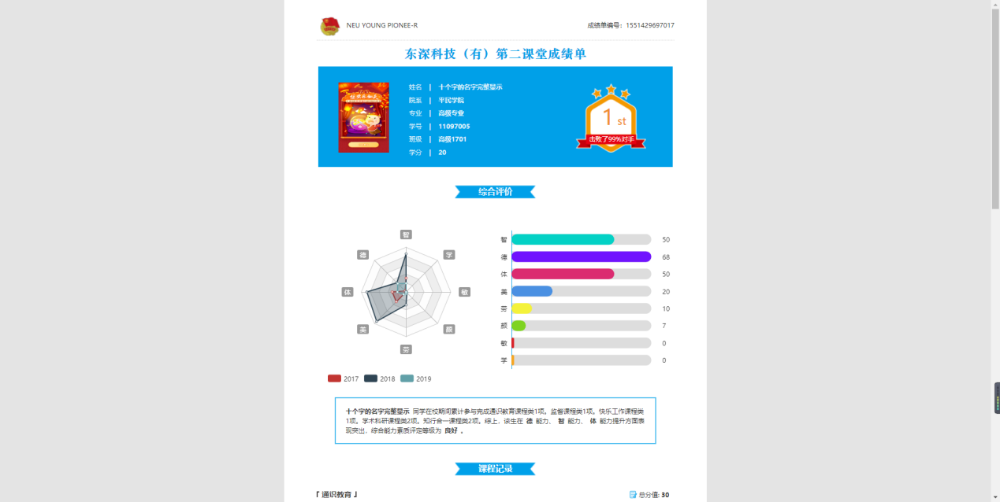 NEU YOUNG PIONEE-R 成绩单编号：1551429697017
东深科技（有）第二课堂成绩单
姓名 | 十个字的名字完整显示
院系 | 平民学院
专业 | 高级专业
学号 | 11097005
班级 | 高级1701
学分 | 20
1 st
击败了99%对手
综合评价
智
德 学
体 敏
美 颜
劳
智 50
德 68
体 50
美 20
劳 10
颜 7
敏 0
学 0
2017 2018 2019
十个字的名字完整显示 同学在校期间累计参与完成通识教育课程类1项。监督课程类1项。快乐工作课程类
1项。学术科研课程类2项。知行合一课程类2项。综上，该生在 德 能力、 智 能力、 体 能力提升方面表
现突出，综合能力素质评定等级为 良好 。
课程记录
「 通识教育 」 总分值: 30